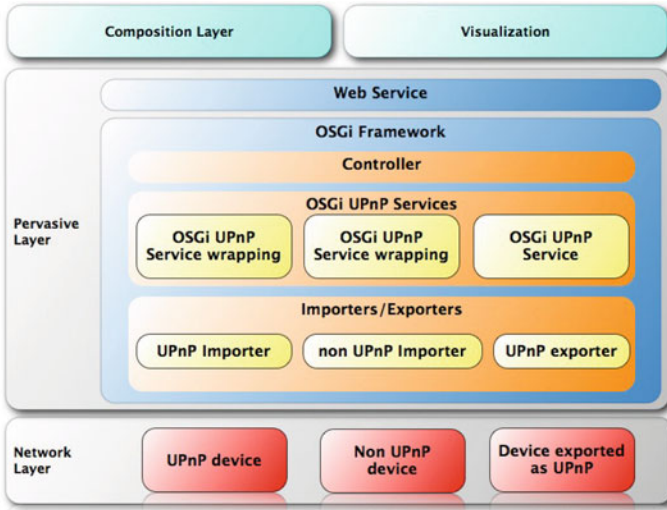 Composition Layer
Visualization
Web Service
OSGi Framework
Controller
OSGi UPnP Services
Pervasive
Layer
OSGi UPnP
Service wrapping
OSGi UPnP
Service wrapping
OSGi UPnP
Service
Importers/Exporters
UPnP Importer
non UPnP Importer
UPnP exporter
Network
Layer
UPnP device
Non UPnP
device
Device exported
as UPnP